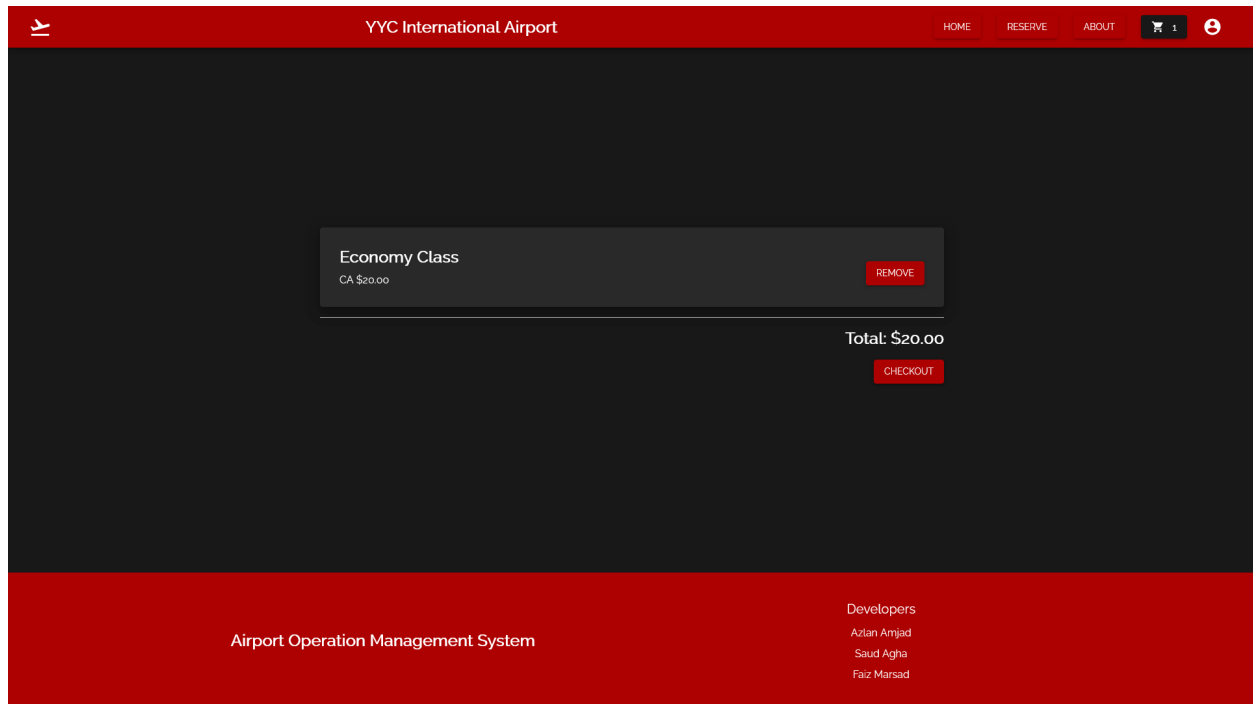 YYC International Airport
HOME
RESERVE
ABOUT
1
Economy Class
CA $20.00
REMOVE
Total: $20.00
CHECKOUT
Airport Operation Management System
Developers
Azlan Amjad
Saud Agha
Faiz Marsad